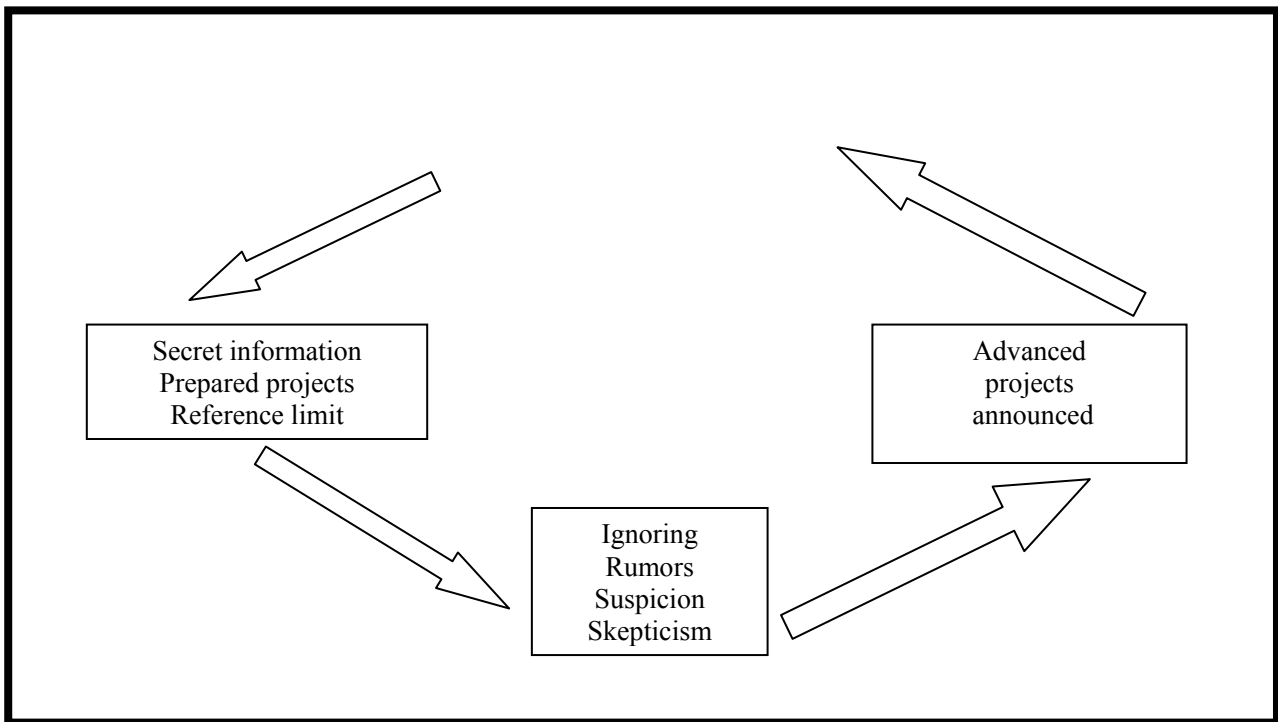 Secret information
Prepared projects
Reference limit
Advanced
projects
announced
Ignoring
Rumors
Suspicion
Skepticism